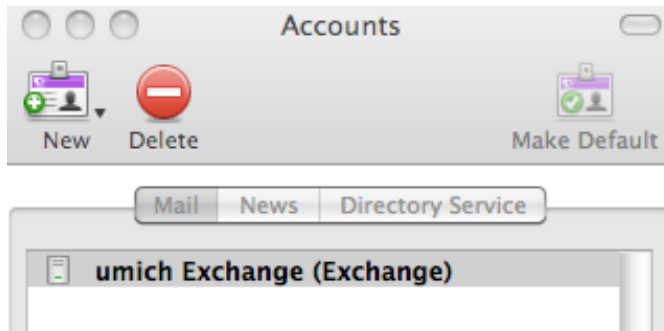 Accounts
New Delete Make Default
Mail News Directory Service
umich Exchange (Exchange)